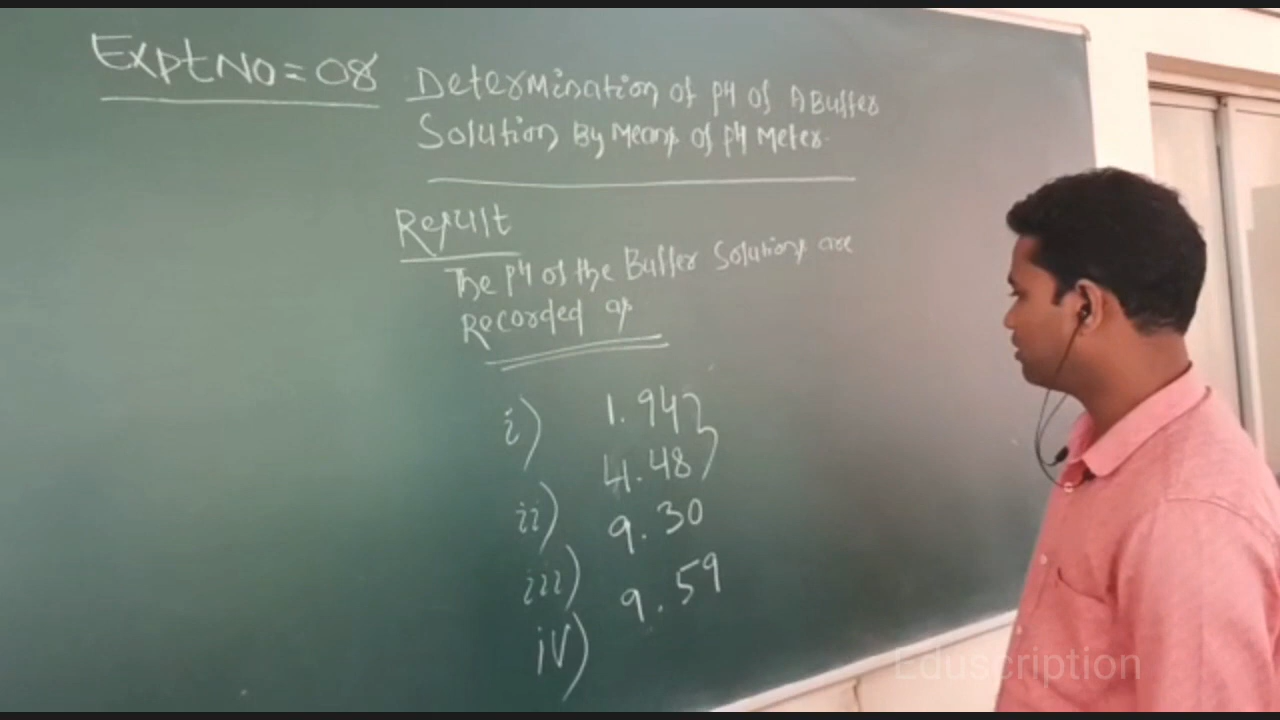 Expt No = 08
Determination of pH of A Buffer
Solution By Means of pH Meter.
Result
The pH of the Buffer Solutions are
Recorded as
i) 1.94
ii) 4.48
iii) 9.30
iv) 9.59
Eduscription